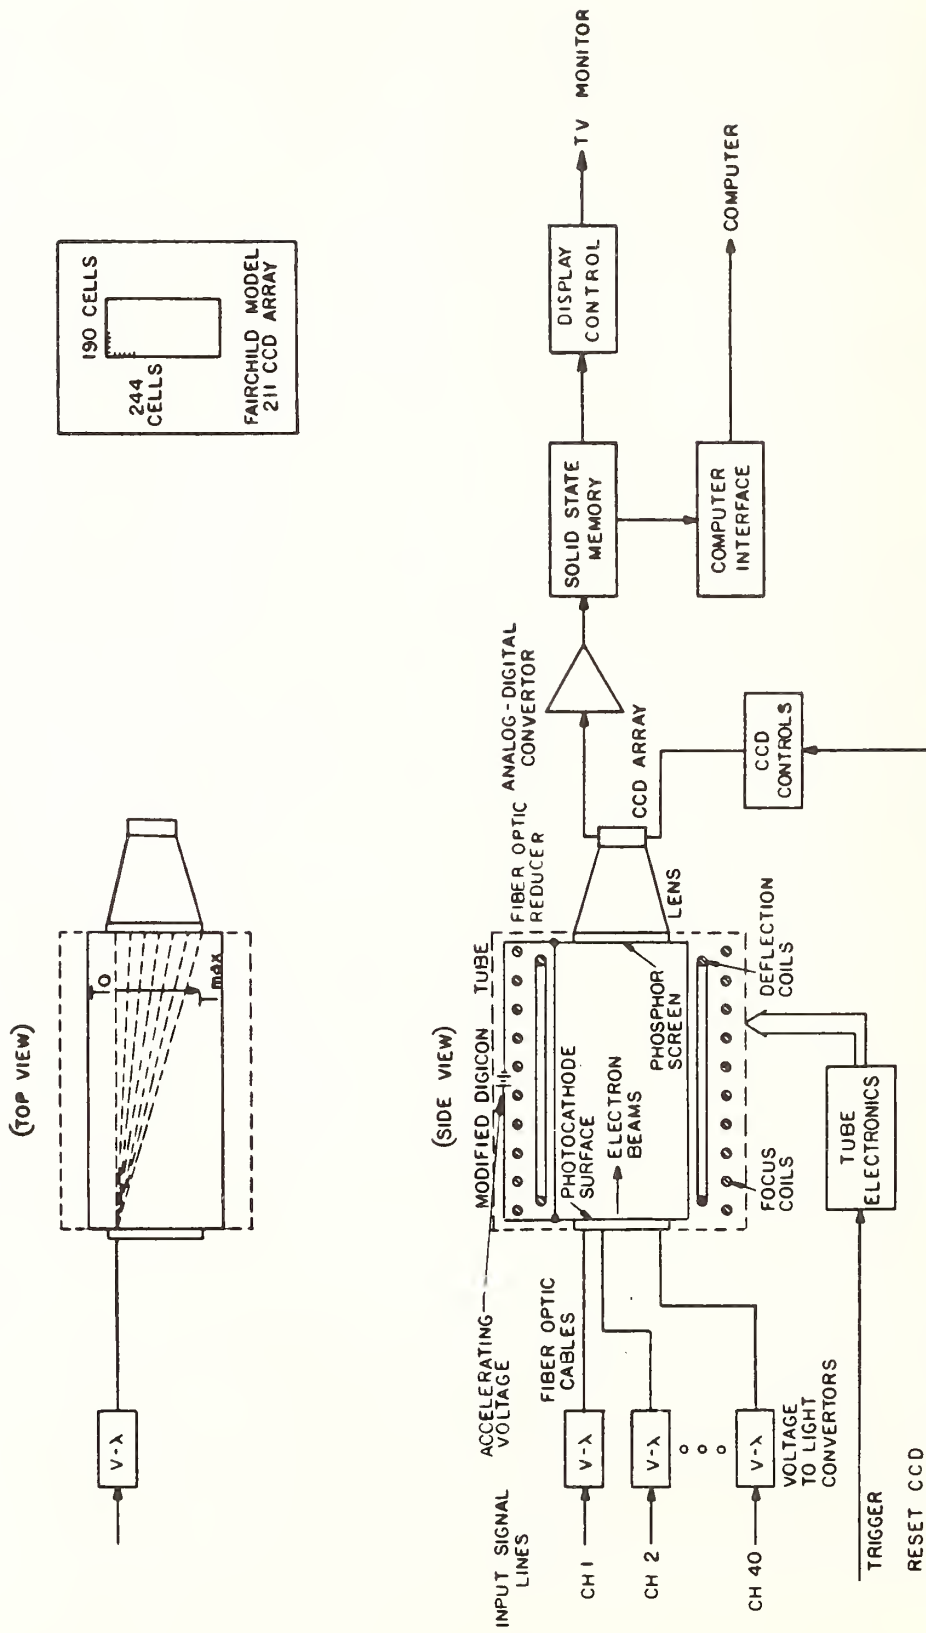 (TOP VIEW)
V-λ
T0
Tmax
190 CELLS
244
CELLS
FAIRCHILD MODEL
211 CCD ARRAY
(SIDE VIEW)
MODIFIED DIGICON TUBE
ACCELERATING
VOLTAGE
INPUT SIGNAL
LINES
FIBER OPTIC
CABLES
CH 1
V-λ
CH 2
V-λ
CH 40
V-λ
VOLTAGE
TO LIGHT
CONVERTORS
PHOTOCATHODE
SURFACE
ELECTRON
BEAMS
PHOSPHOR
SCREEN
FOCUS
COILS
DEFLECTION
COILS
LENS
FIBER OPTIC
REDUCER
CCD ARRAY
ANALOG-DIGITAL
CONVERTOR
SOLID STATE
MEMORY
DISPLAY
CONTROL
TV MONITOR
COMPUTER
INTERFACE
COMPUTER
CCD
CONTROLS
TUBE
ELECTRONICS
TRIGGER
RESET CCD